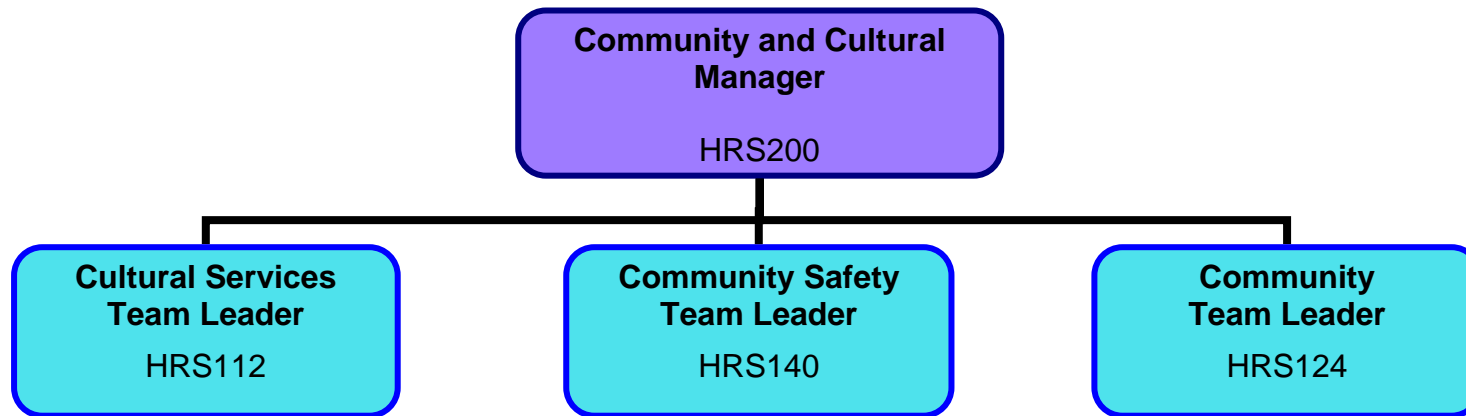 Community and Cultural
Manager
HRS200
Cultural Services
Team Leader
HRS112
Community Safety
Team Leader
HRS140
Community
Team Leader
HRS124